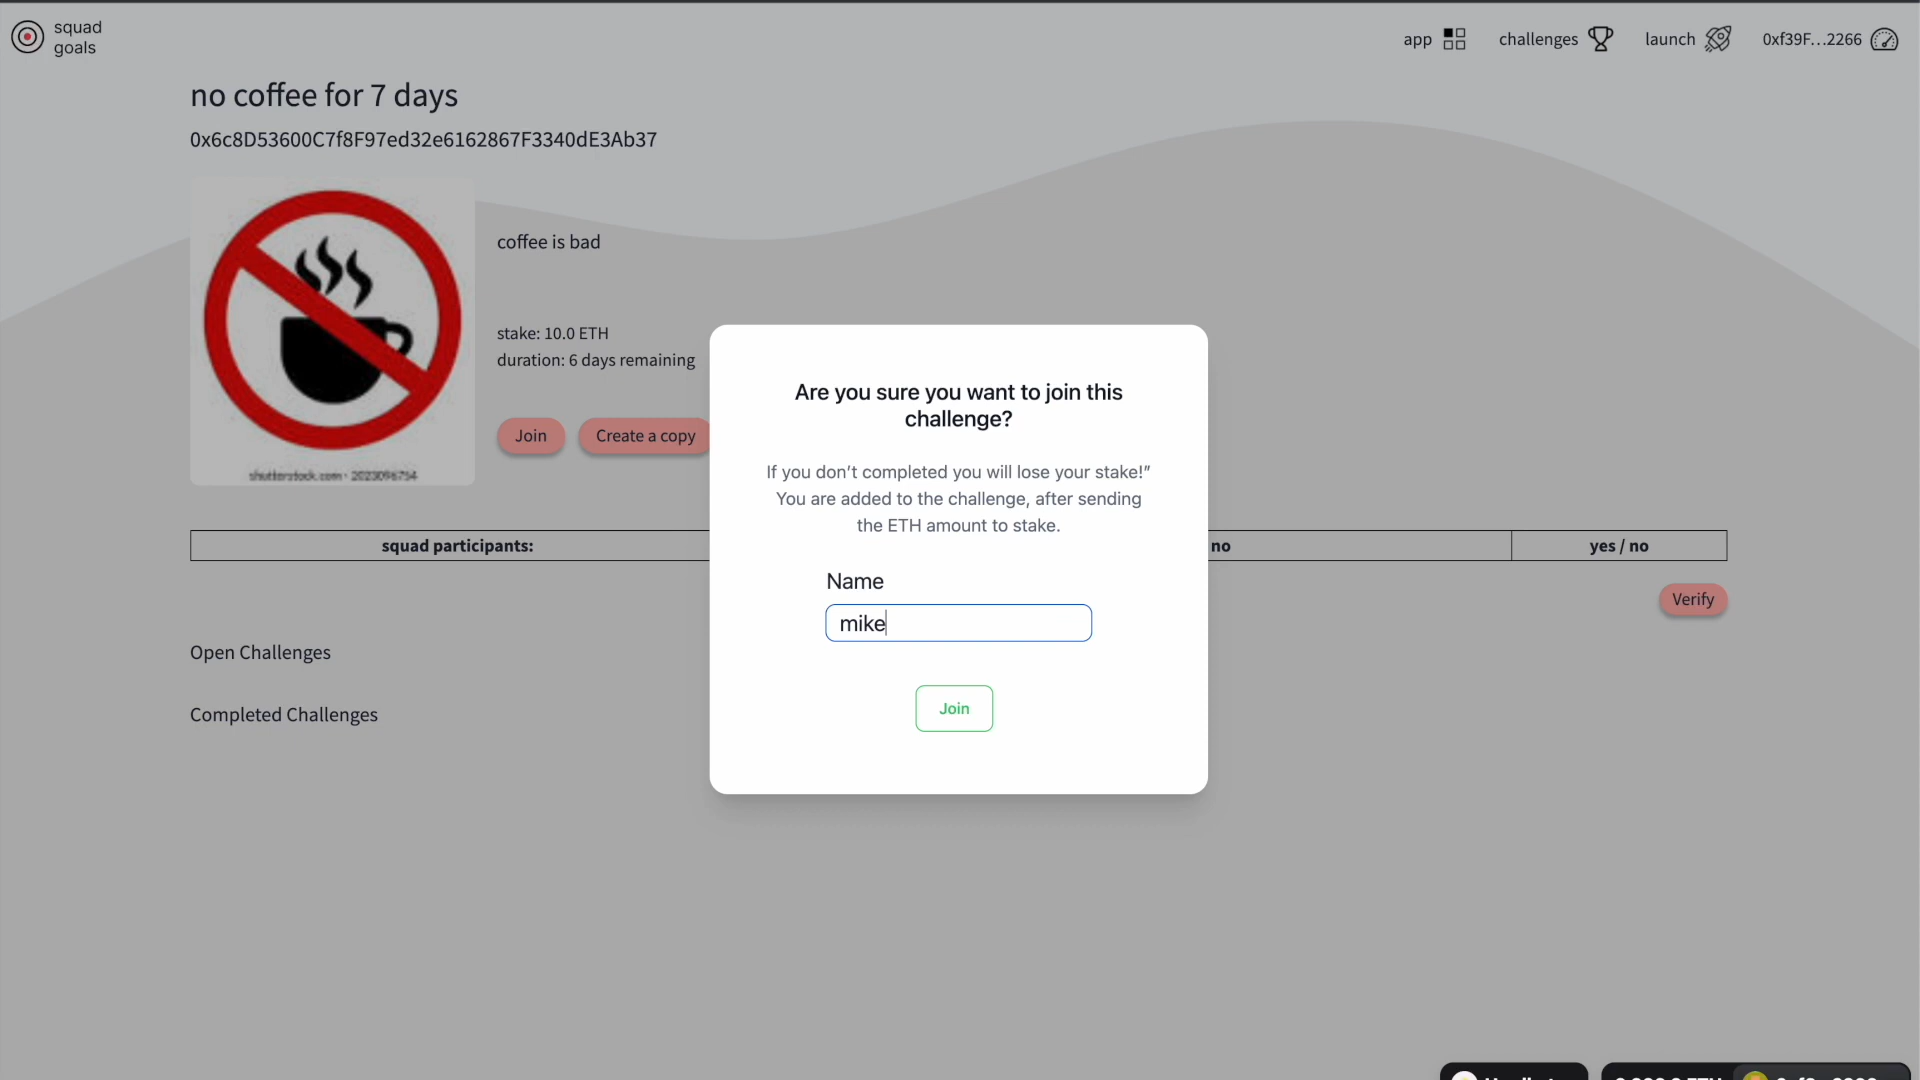 squad
goals
app
challenges
launch
0xf39F...2266
no coffee for 7 days
0x6c8D53600C7f8F97ed32e6162867F3340dE3Ab37
shutterstock.com · 2023096754
coffee is bad
stake: 10.0 ETH
duration: 6 days remaining
Join
Create a copy
Are you sure you want to join this
challenge?
If you don't completed you will lose your stake!”
You are added to the challenge, after sending
the ETH amount to stake.
Name
mike
Join
squad participants:
no
yes / no
Verify
Open Challenges
Completed Challenges